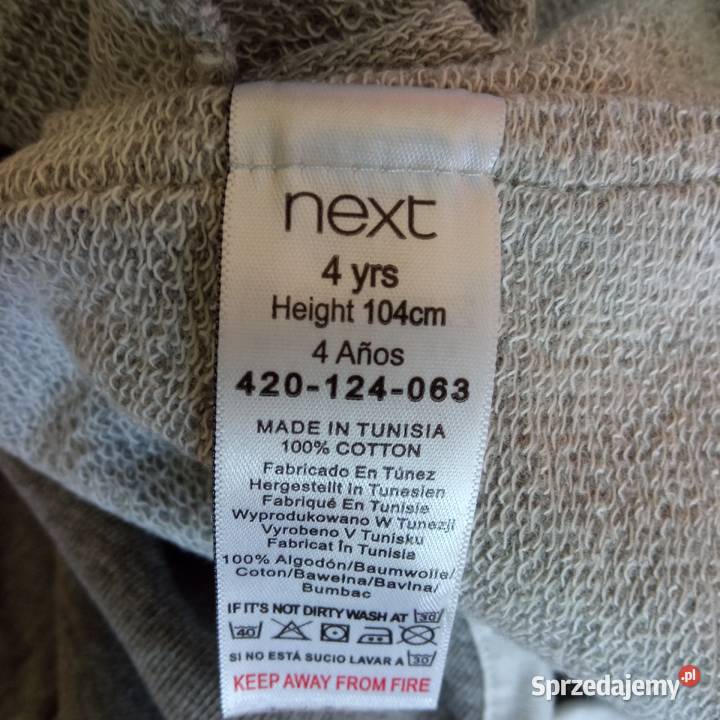 next
4 yrs
Height 104cm
4 Años
420-124-063
MADE IN TUNISIA
100% COTTON
Fabricado En Túnez
Hergestellt In Tunesien
Fabriqué En Tunisie
Wyprodukowano W Tunezji
Vyrobeno V Tunisku
Fabricat În Tunisia
100% Algodón/Baumwolle/
Coton/Bawełna/Bavlna/
Bumbac
IF IT'S NOT DIRTY WASH AT 30
40
SI NO ESTÁ SUCIO LAVAR A 30
KEEP AWAY FROM FIRE
Sprzedajemy.pl